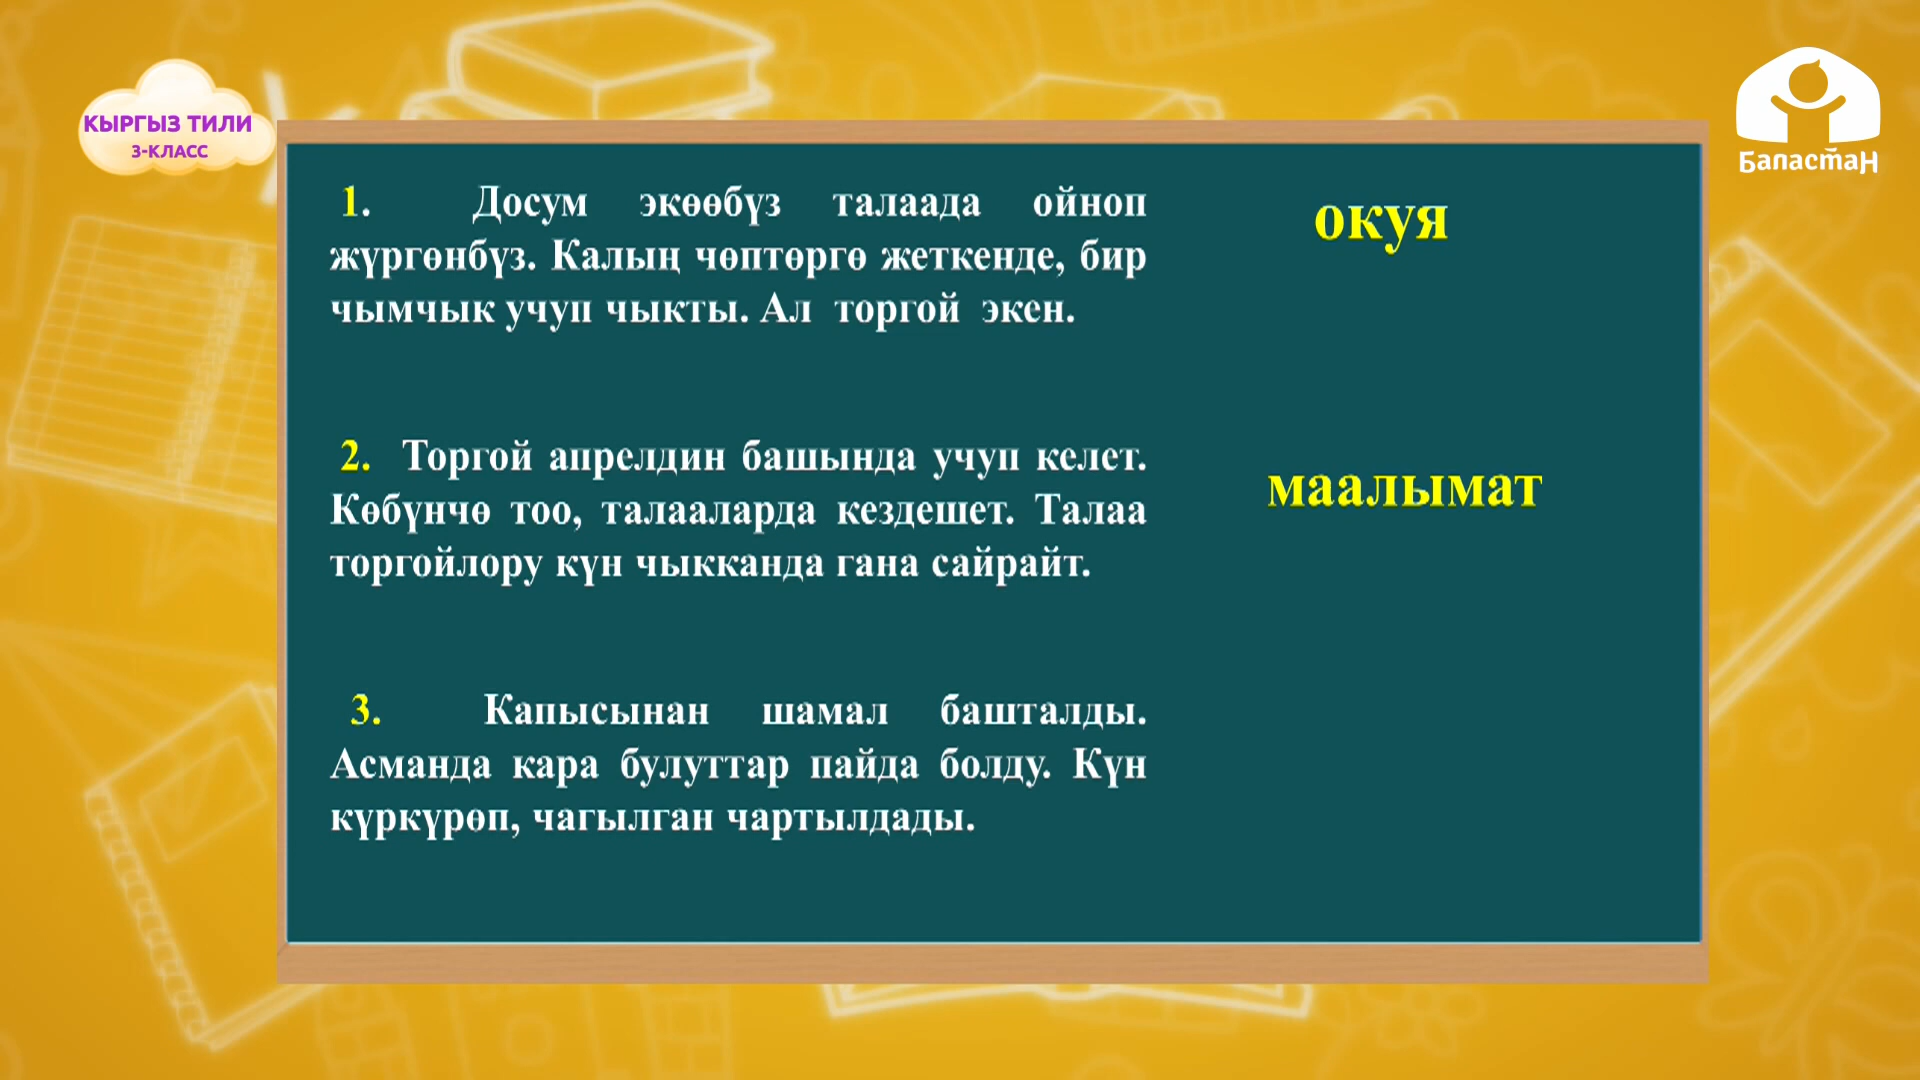 КЫРГЫЗ ТИЛИ
3-КЛАСС
Баластан
1. Досум экөөбүз талаада ойноп
жүргөнбүз. Калың чөптөргө жеткенде, бир
чымчык учуп чыкты. Ал торгой экен.
окуя
2. Торгой апрелдин башында учуп келет.
Көбүнчө тоо, талааларда кездешет. Талаа
торгойлору күн чыкканда гана сайрайт.
маалымат
3. Капысынан шамал башталды.
Асманда кара булуттар пайда болду. Күн
күркүрөп, чагылган чартылдады.